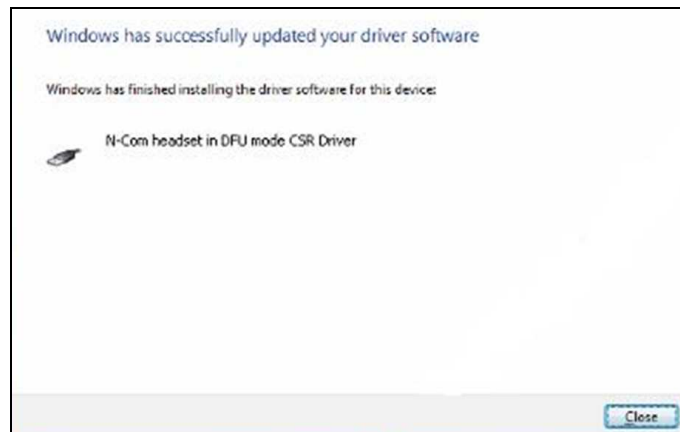 Windows has successfully updated your driver software
Windows has finished installing the driver software for this device:
N-Com headset in DFU mode CSR Driver
Close